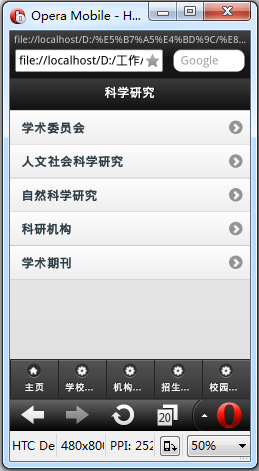 Opera Mobile - H...
file://localhost/D:/%E5%B7%A5%E4%BD%9C/%E8...
file://localhost/D:/工作/
Google
科学研究
学术委员会
人文社会科学研究
自然科学研究
科研机构
学术期刊
主页 学校... 机构... 招生... 校园...
20
HTC De 480x800 PPI: 252 50%